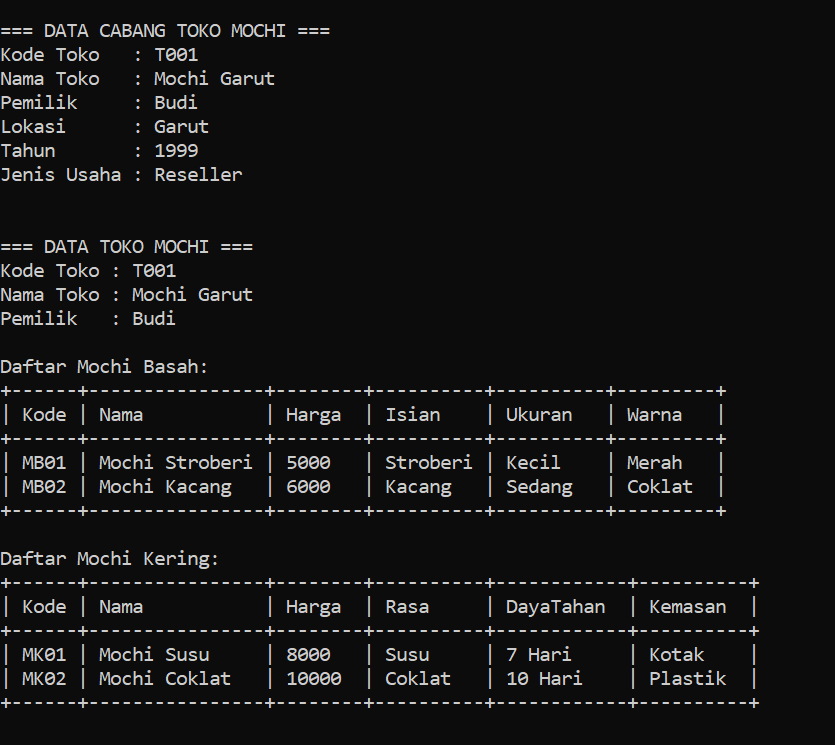 === DATA CABANG TOKO MOCHI ===
Kode Toko   : T001
Nama Toko   : Mochi Garut
Pemilik     : Budi
Lokasi      : Garut
Tahun       : 1999
Jenis Usaha : Reseller

=== DATA TOKO MOCHI ===
Kode Toko : T001
Nama Toko : Mochi Garut
Pemilik   : Budi

Daftar Mochi Basah:
+------+----------------+--------+----------+----------+---------+
| Kode | Nama           | Harga  | Isian    | Ukuran   | Warna   |
+------+----------------+--------+----------+----------+---------+
| MB01 | Mochi Stroberi | 5000   | Stroberi | Kecil    | Merah   |
| MB02 | Mochi Kacang   | 6000   | Kacang   | Sedang   | Coklat  |
+------+----------------+--------+----------+----------+---------+

Daftar Mochi Kering:
+------+----------------+--------+----------+------------+----------+
| Kode | Nama           | Harga  | Rasa     | DayaTahan  | Kemasan  |
+------+----------------+--------+----------+------------+----------+
| MK01 | Mochi Susu     | 8000   | Susu     | 7 Hari     | Kotak    |
| MK02 | Mochi Coklat   | 10000  | Coklat   | 10 Hari    | Plastik  |
+------+----------------+--------+----------+------------+----------+